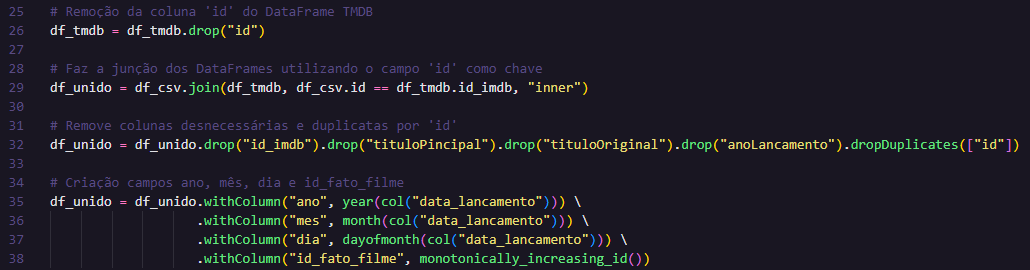 25 # Remoção da coluna 'id' do DataFrame TMDB
26 df_tmdb = df_tmdb.drop("id")
27
28 # Faz a junção dos DataFrames utilizando o campo 'id' como chave
29 df_unido = df_csv.join(df_tmdb, df_csv.id == df_tmdb.id_imdb, "inner")
30
31 # Remove colunas desnecessárias e duplicatas por 'id'
32 df_unido = df_unido.drop("id_imdb").drop("tituloPincipal").drop("tituloOriginal").drop("anoLancamento").dropDuplicates(["id"])
33
34 # Criação campos ano, mês, dia e id_fato_filme
35 df_unido = df_unido.withColumn("ano", year(col("data_lancamento"))) \
36 .withColumn("mes", month(col("data_lancamento"))) \
37 .withColumn("dia", dayofmonth(col("data_lancamento"))) \
38 .withColumn("id_fato_filme", monotonically_increasing_id())